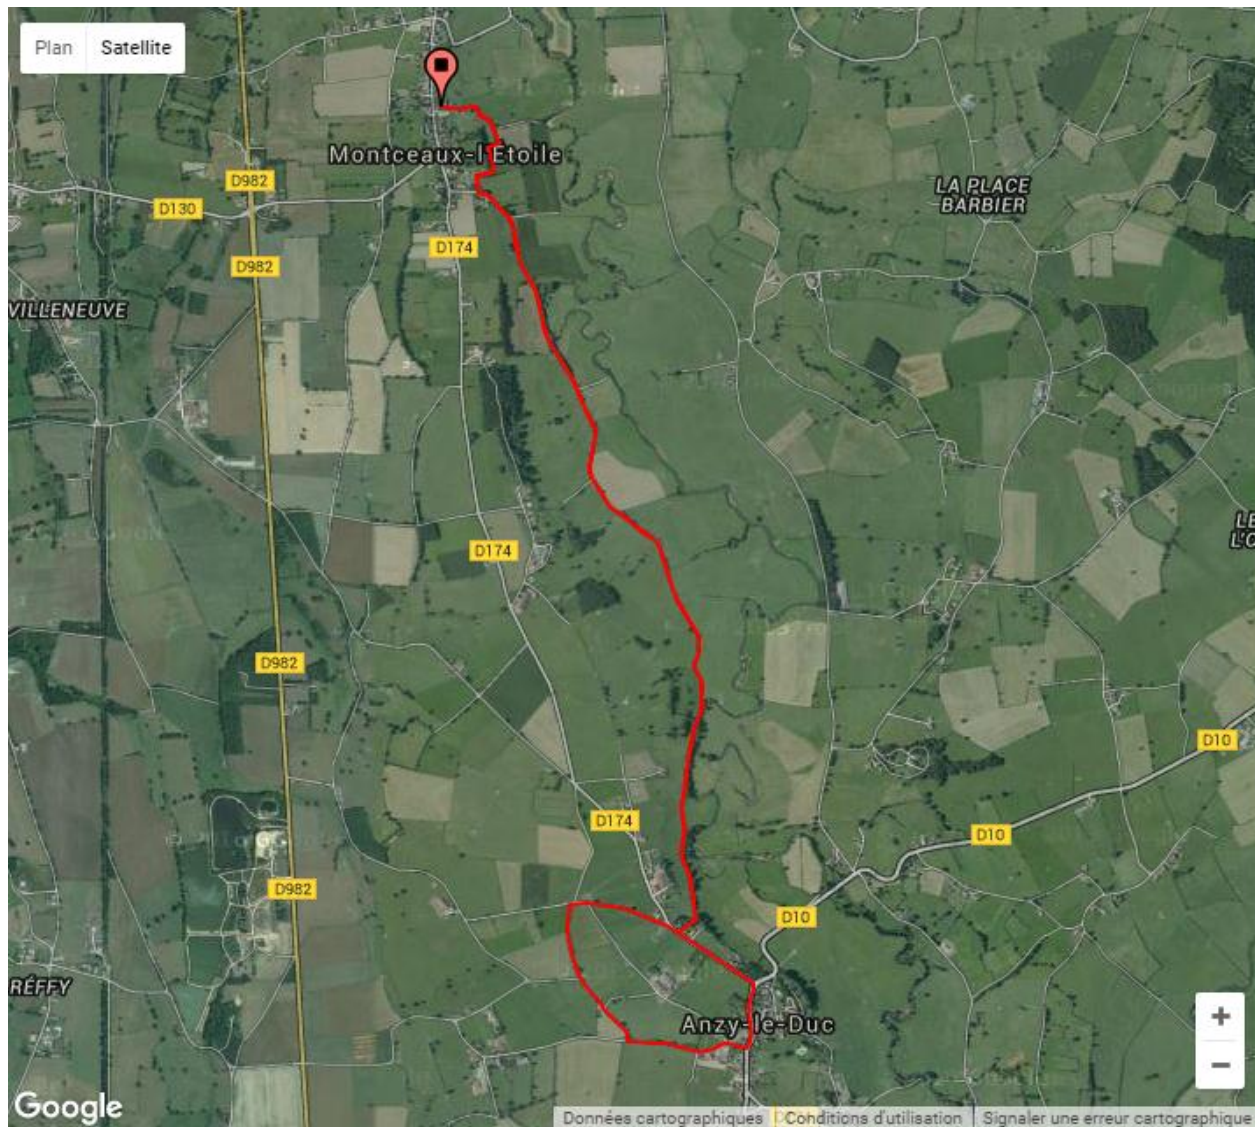 Plan Satellite
Montceaux-l'Etoile
D982
D130
LA PLACE
BARBIER
D174
D982
VILLENEUVE
LE
L'O
D174
D982
D10
D174
D10
D982
D10
RÉFFY
Anzy-le-Duc
+
−
Google
Données cartographiques Conditions d'utilisation Signaler une erreur cartographique